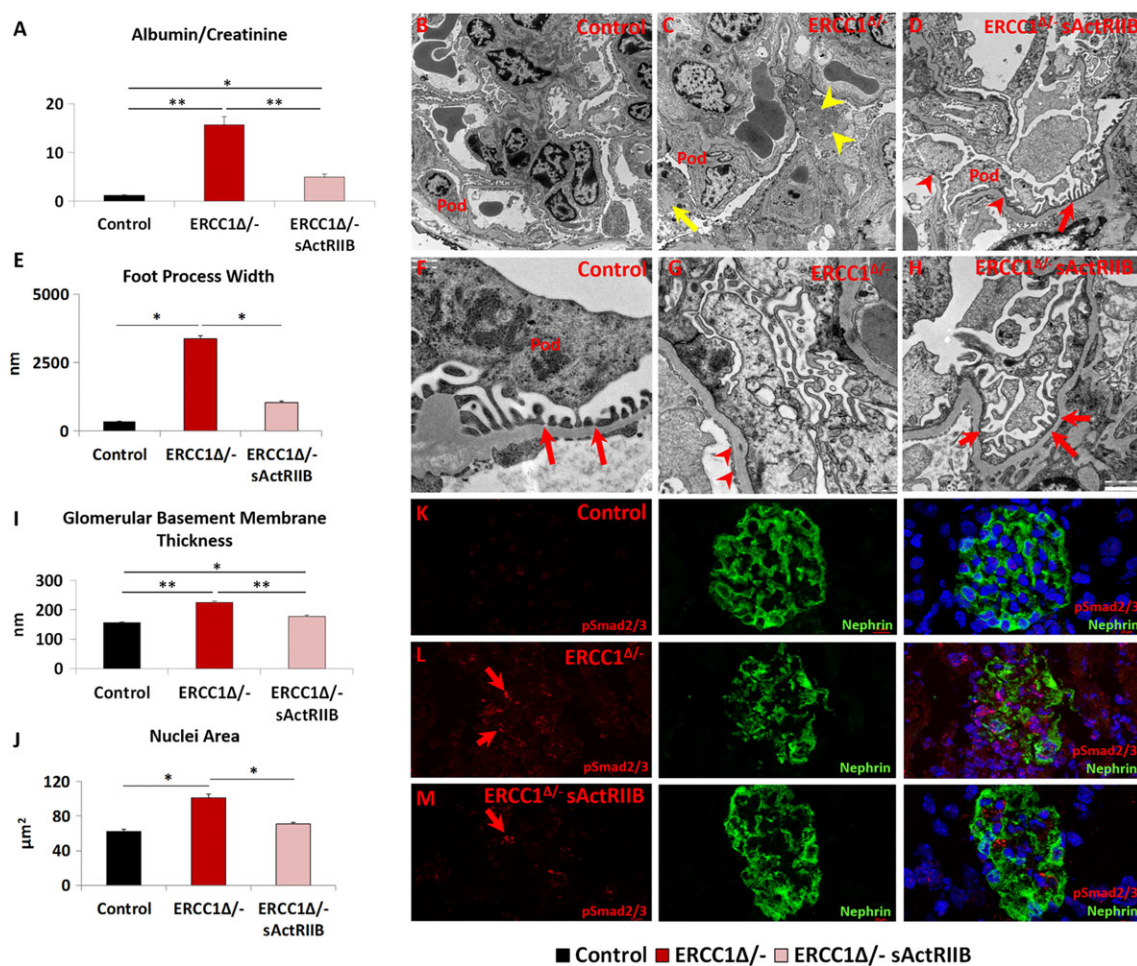 A
Albumin/Creatinine
*
** **
20
10
0
Control ERCC1Δ/- ERCC1Δ/-
sActRIIB
B Control
Pod
C ERCC1Δ/-
Pod
D ERCC1Δ/- sActRIIB
Pod
E
Foot Process Width
nm
5000
2500
0
* *
Control ERCC1Δ/- ERCC1Δ/-
sActRIIB
F Control
Pod
G ERCC1Δ/-
H ERCC1Δ/- sActRIIB
I
Glomerular Basement Membrane
Thickness
nm
*
** **
300
200
100
0
Control ERCC1Δ/- ERCC1Δ/-
sActRIIB
J
Nuclei Area
µm²
* *
120
80
40
0
Control ERCC1Δ/- ERCC1Δ/-
sActRIIB
K Control
pSmad2/3
Nephrin
pSmad2/3
Nephrin
L ERCC1Δ/-
pSmad2/3
Nephrin
pSmad2/3
Nephrin
M ERCC1Δ/- sActRIIB
pSmad2/3
Nephrin
pSmad2/3
Nephrin
Control ERCC1Δ/- ERCC1Δ/- sActRIIB